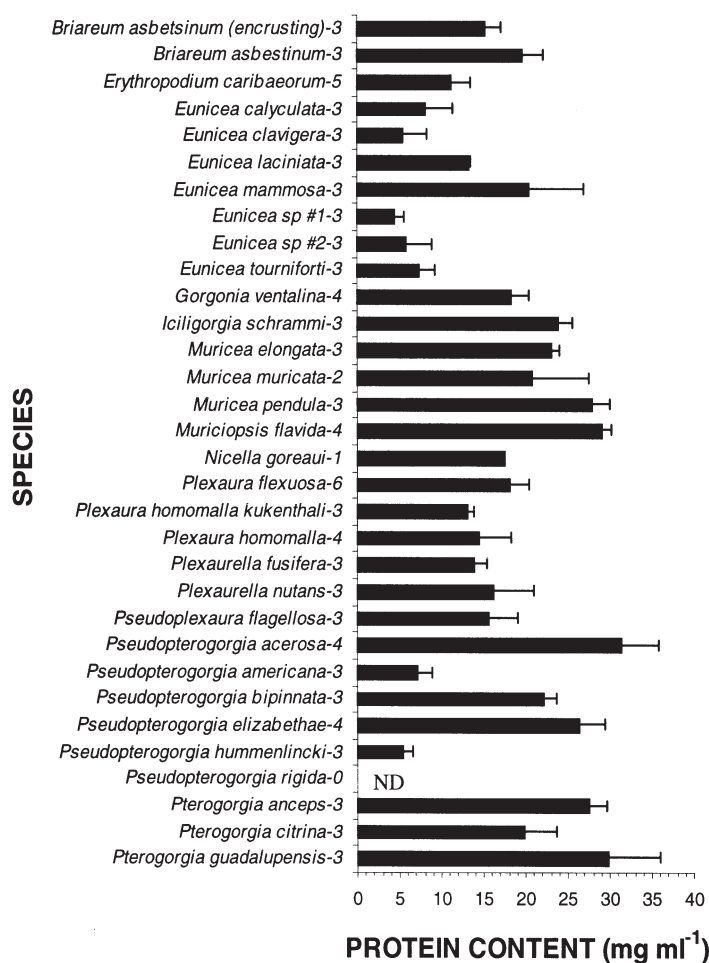 Briareum asbetsinum (encrusting)-3
Briareum asbestinum-3
Erythropodium caribaeorum-5
Eunicea calyculata-3
Eunicea clavigera-3
Eunicea laciniata-3
Eunicea mammosa-3
Eunicea sp #1-3
Eunicea sp #2-3
Eunicea tourniforti-3
Gorgonia ventalina-4
Iciligorgia schrammi-3
Muricea elongata-3
Muricea muricata-2
Muricea pendula-3
Muriciopsis flavida-4
Nicella goreaui-1
Plexaura flexuosa-6
Plexaura homomalla kukenthali-3
Plexaura homomalla-4
Plexaurella fusifera-3
Plexaurella nutans-3
Pseudoplexaura flagellosa-3
Pseudopterogorgia acerosa-4
Pseudopterogorgia americana-3
Pseudopterogorgia bipinnata-3
Pseudopterogorgia elizabethae-4
Pseudopterogorgia hummenlincki-3
Pseudopterogorgia rigida-0 ND
Pterogorgia anceps-3
Pterogorgia citrina-3
Pterogorgia guadalupensis-3
SPECIES
0 5 10 15 20 25 30 35 40
PROTEIN CONTENT (mg ml⁻¹)